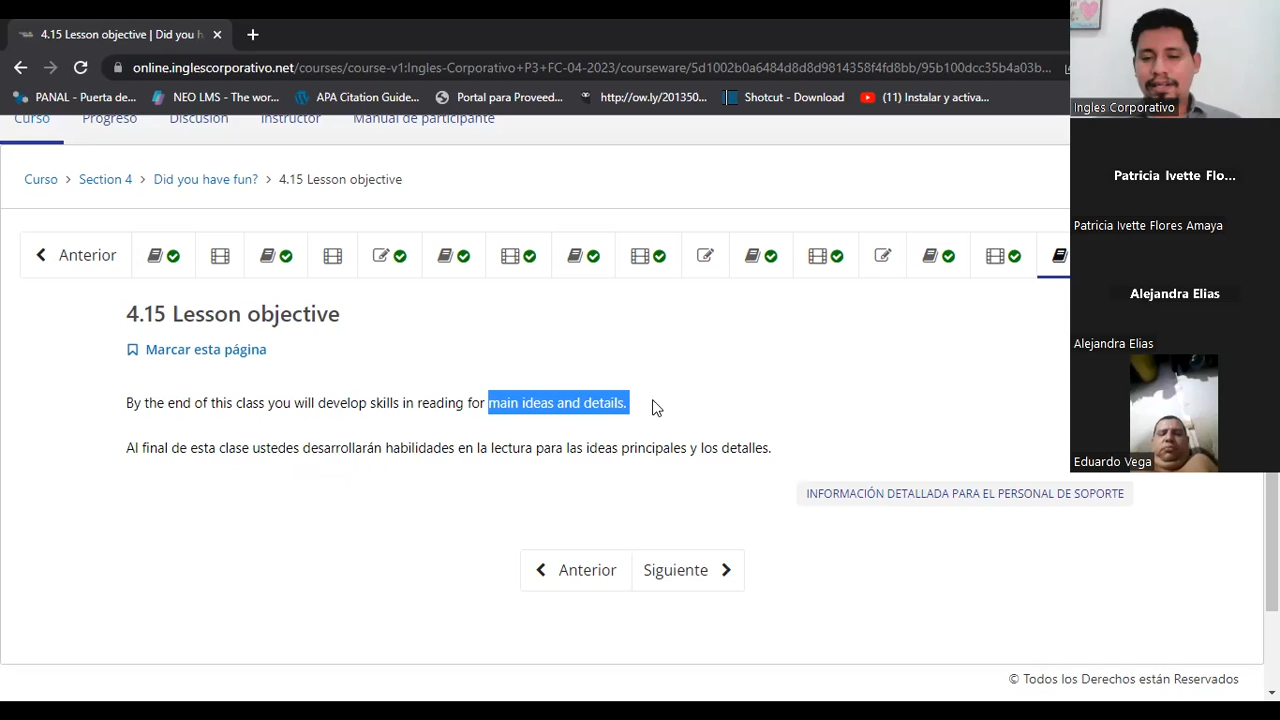 4.15 Lesson objective | Did you h
online.inglescorporativo.net/courses/course-v1:Ingles-Corporativo+P3+FC-04-2023/courseware/5d1002b0a6484d8d8d9814358f4fd8bb/95b100dcc35b4a03b...
PANAL - Puerta de... NEO LMS - The wor... APA Citation Guide... Portal para Proveed... http://ow.ly/201350... Shotcut - Download (11) Instalar y activa...
Curso Progreso Discusión Instructor Manual de participante
Curso > Section 4 > Did you have fun? > 4.15 Lesson objective
Anterior
4.15 Lesson objective
Marcar esta página
By the end of this class you will develop skills in reading for main ideas and details.
Al final de esta clase ustedes desarrollarán habilidades en la lectura para las ideas principales y los detalles.
INFORMACIÓN DETALLADA PARA EL PERSONAL DE SOPORTE
Anterior Siguiente
© Todos los Derechos están Reservados
Ingles Corporativo
Patricia Ivette Flo...
Patricia Ivette Flores Amaya
Alejandra Elias
Alejandra Elias
Eduardo Vega